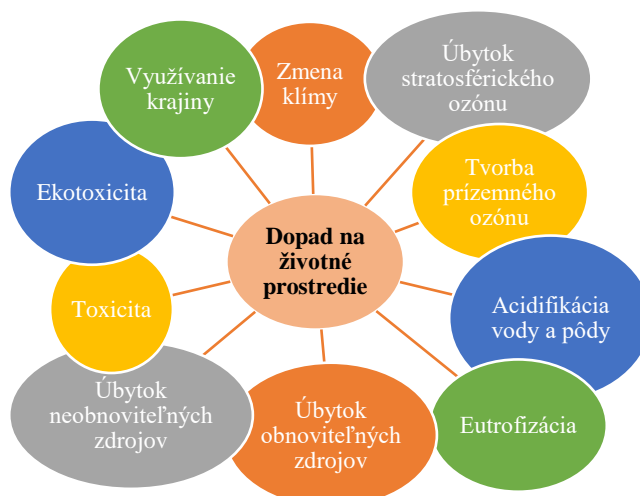 Zmena
klímy
Úbytok
stratosférického
ozónu
Tvorba
prízemného
ozónu
Acidifikácia
vody a pôdy
Eutrofizácia
Úbytok
obnoviteľných
zdrojov
Úbytok
neobnoviteľných
zdrojov
Toxicita
Ekotoxicita
Využívanie
krajiny
Dopad na
životné
prostredie